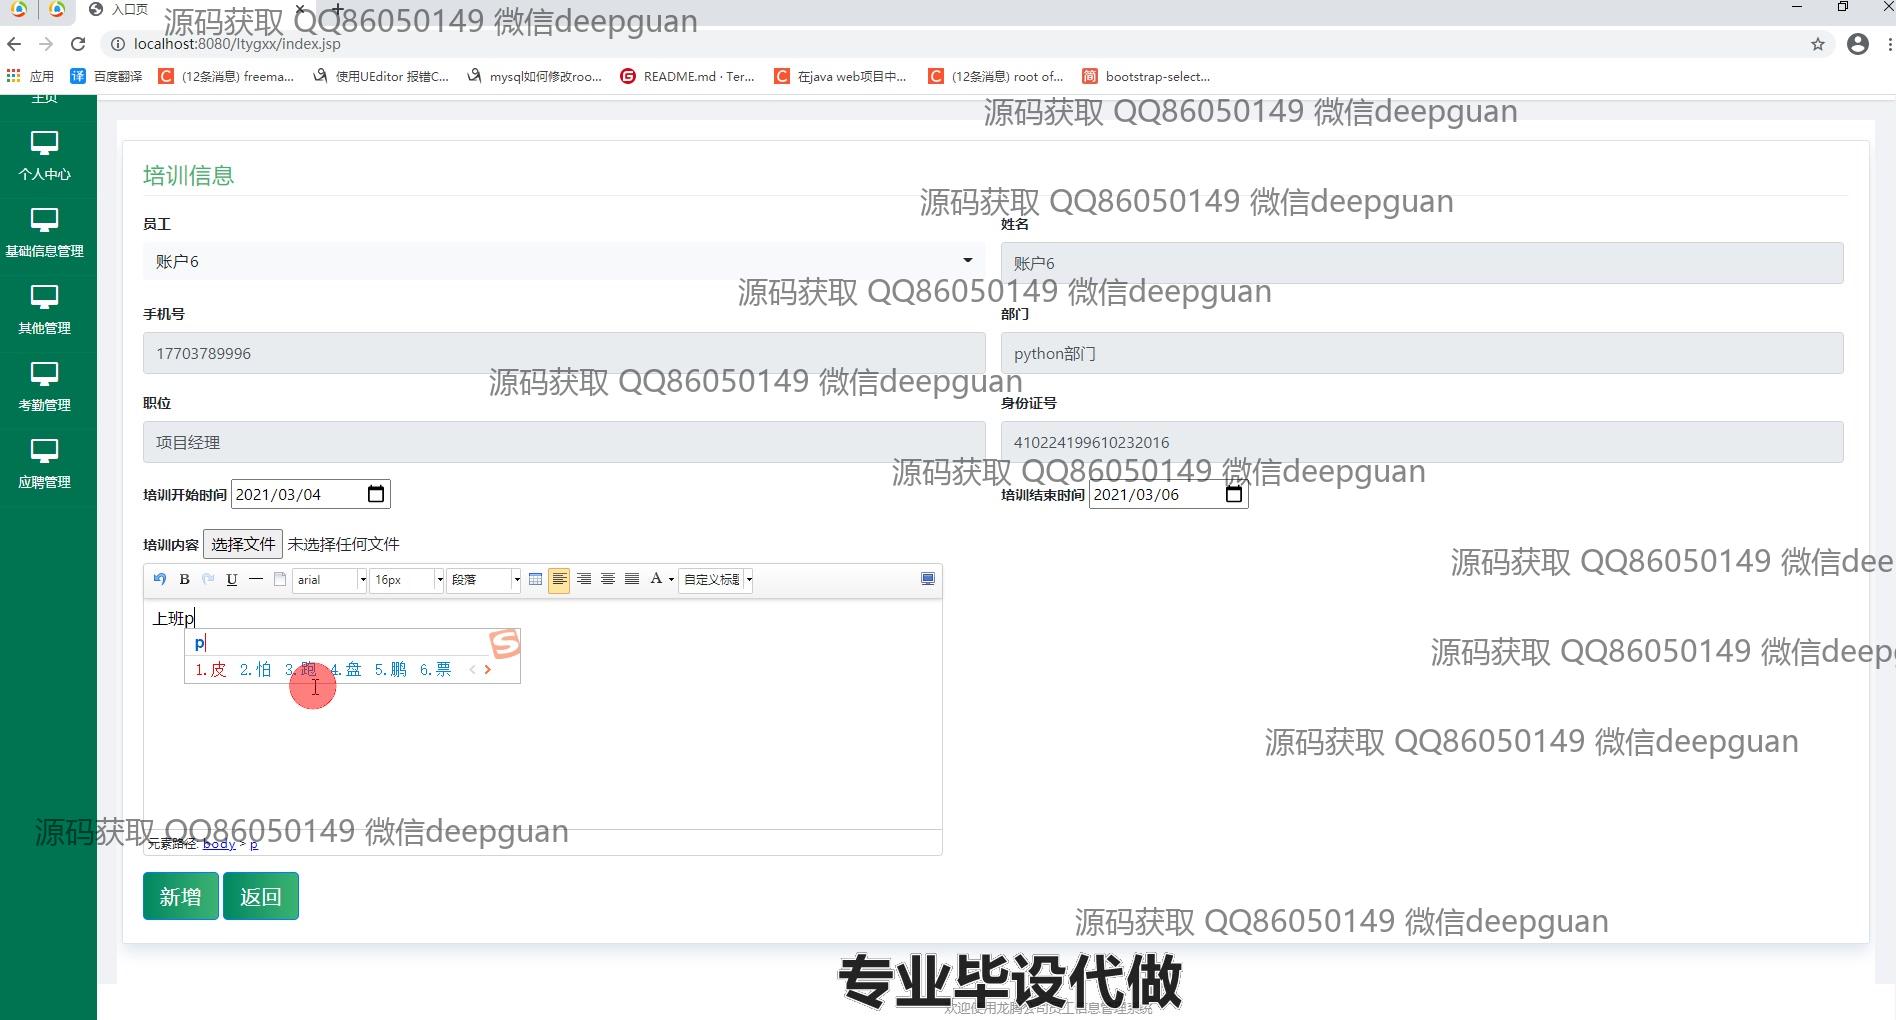 入口页
源码获取 QQ86050149 微信deepguan
localhost:8080/ltygxx/index.jsp
应用 百度翻译 (12条消息) freema... 使用UEditor 报错C... mysql如何修改roo... README.md · Ter... 在java web项目中... (12条消息) root of... bootstrap-select...
主页
源码获取 QQ86050149 微信deepguan
个人中心
培训信息
源码获取 QQ86050149 微信deepguan
员工 姓名
基础信息管理
账户6 账户6
源码获取 QQ86050149 微信deepguan
手机号 部门
其他管理
17703789996 python部门
源码获取 QQ86050149 微信deepguan
职位 身份证号
考勤管理
项目经理 410224199610232016
源码获取 QQ86050149 微信deepguan
应聘管理
培训开始时间 2021/03/04 培训结束时间 2021/03/06
培训内容 选择文件 未选择任何文件
源码获取 QQ86050149 微信dee
B U arial 16px 段落 A 自定义标题
上班p
p
1.皮 2.怕 3.跑 4.盘 5.鹏 6.票
源码获取 QQ86050149 微信deep
源码获取 QQ86050149 微信deepguan
源码获取 QQ86050149 微信deepguan
元素路径: body > p
新增 返回
源码获取 QQ86050149 微信deepguan
专业毕设代做
欢迎使用龙腾公司员工信息管理系统